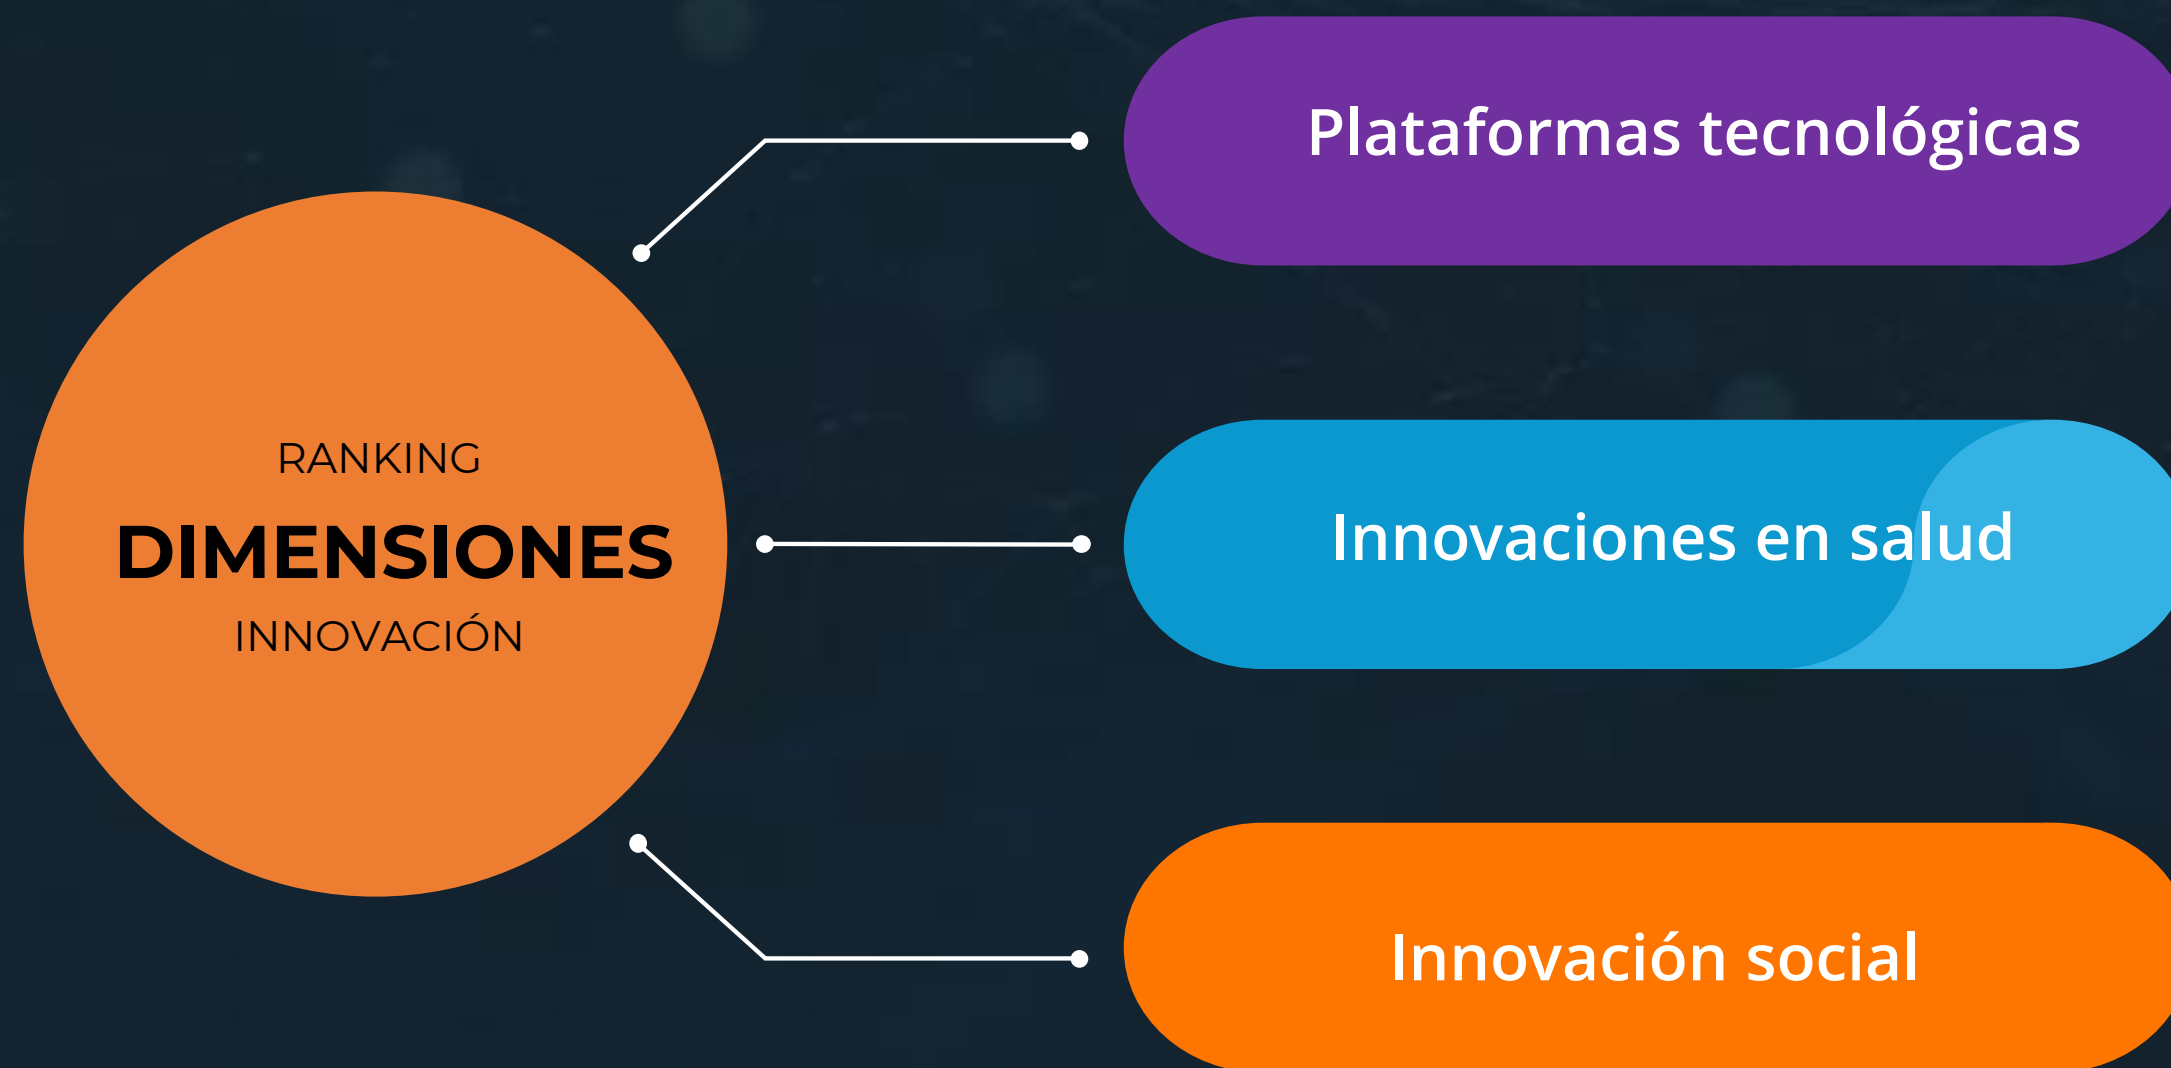 RANKING
DIMENSIONES
INNOVACIÓN
Plataformas tecnológicas
Innovaciones en salud
Innovación social